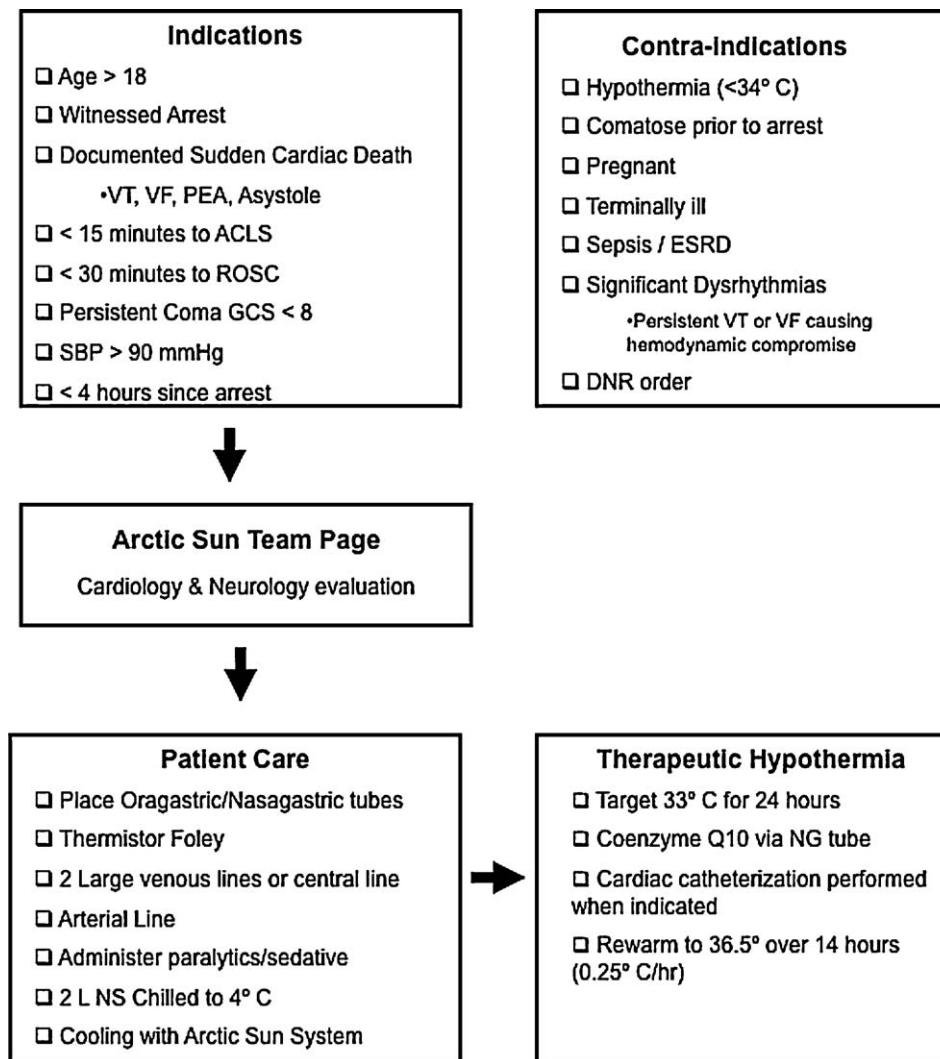 Indications
❑ Age > 18
❑ Witnessed Arrest
❑ Documented Sudden Cardiac Death
•VT, VF, PEA, Asystole
❑ < 15 minutes to ACLS
❑ < 30 minutes to ROSC
❑ Persistent Coma GCS < 8
❑ SBP > 90 mmHg
❑ < 4 hours since arrest
Contra-indications
❑ Hypothermia (<34º C)
❑ Comatose prior to arrest
❑ Pregnant
❑ Terminally ill
❑ Sepsis / ESRD
❑ Significant Dysrhythmias
•Persistent VT or VF causing
hemodynamic compromise
❑ DNR order
Arctic Sun Team Page
Cardiology & Neurology evaluation
Patient Care
❑ Place Oragastric/Nasagastric tubes
❑ Thermistor Foley
❑ 2 Large venous lines or central line
❑ Arterial Line
❑ Administer paralytics/sedative
❑ 2 L NS Chilled to 4º C
❑ Cooling with Arctic Sun System
Therapeutic Hypothermia
❑ Target 33º C for 24 hours
❑ Coenzyme Q10 via NG tube
❑ Cardiac catheterization performed
when indicated
❑ Rewarm to 36.5º over 14 hours
(0.25º C/hr)